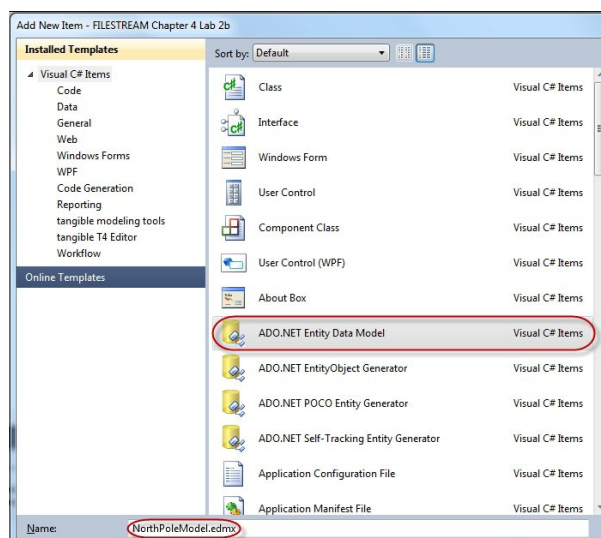 Add New Item - FILESTREAM Chapter 4 Lab 2b
Installed Templates
Visual C# Items
Code
Data
General
Web
Windows Forms
WPF
Code Generation
Reporting
tangible modeling tools
tangible T4 Editor
Workflow
Online Templates
Sort by: Default
Class Visual C# Items
Interface Visual C# Items
Windows Form Visual C# Items
User Control Visual C# Items
Component Class Visual C# Items
User Control (WPF) Visual C# Items
About Box Visual C# Items
ADO.NET Entity Data Model Visual C# Items
ADO.NET EntityObject Generator Visual C# Items
ADO.NET POCO Entity Generator Visual C# Items
ADO.NET Self-Tracking Entity Generator Visual C# Items
Application Configuration File Visual C# Items
Application Manifest File Visual C# Items
Name: NorthPoleModel.edmx